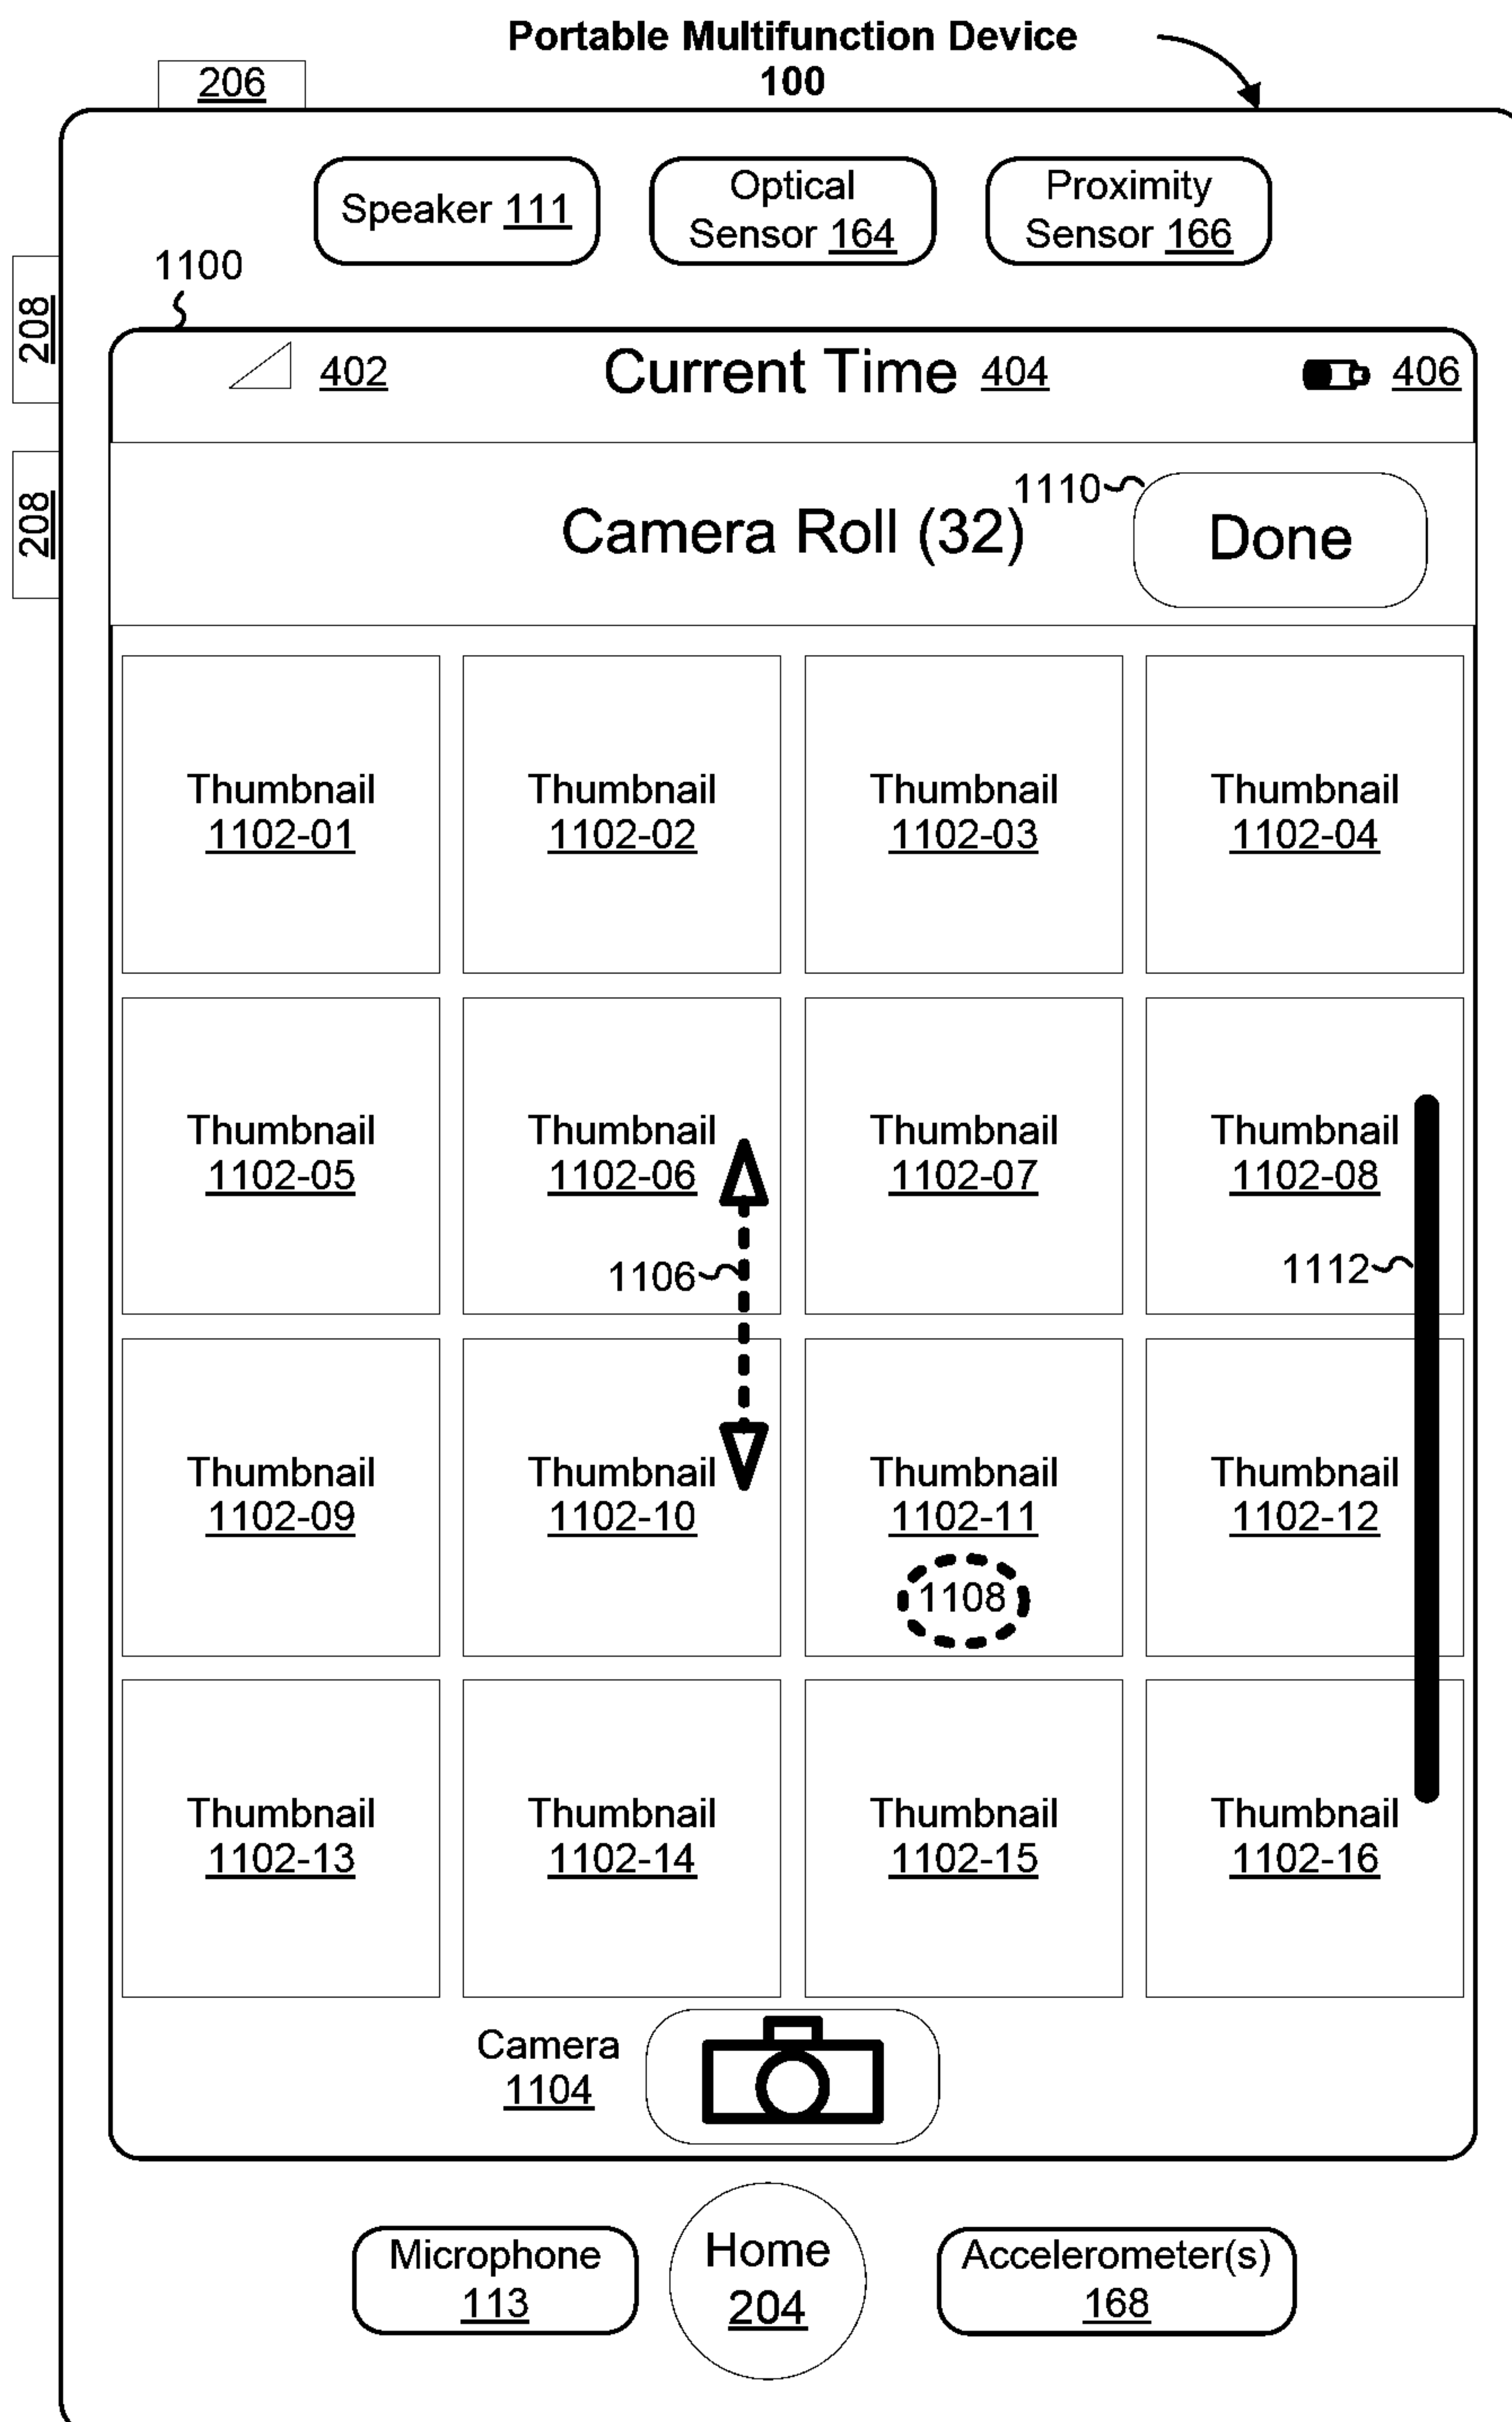 Portable Multifunction Device
100
206
Speaker 111
Optical
Sensor 164
Proximity
Sensor 166
1100
208
208
402
Current Time 404
406
Camera Roll (32)
1110
Done
Thumbnail
1102-01
Thumbnail
1102-02
Thumbnail
1102-03
Thumbnail
1102-04
Thumbnail
1102-05
Thumbnail
1102-06
Thumbnail
1102-07
Thumbnail
1102-08
1106
1112
Thumbnail
1102-09
Thumbnail
1102-10
Thumbnail
1102-11
1108
Thumbnail
1102-12
Thumbnail
1102-13
Thumbnail
1102-14
Thumbnail
1102-15
Thumbnail
1102-16
Camera
1104
Microphone
113
Home
204
Accelerometer(s)
168